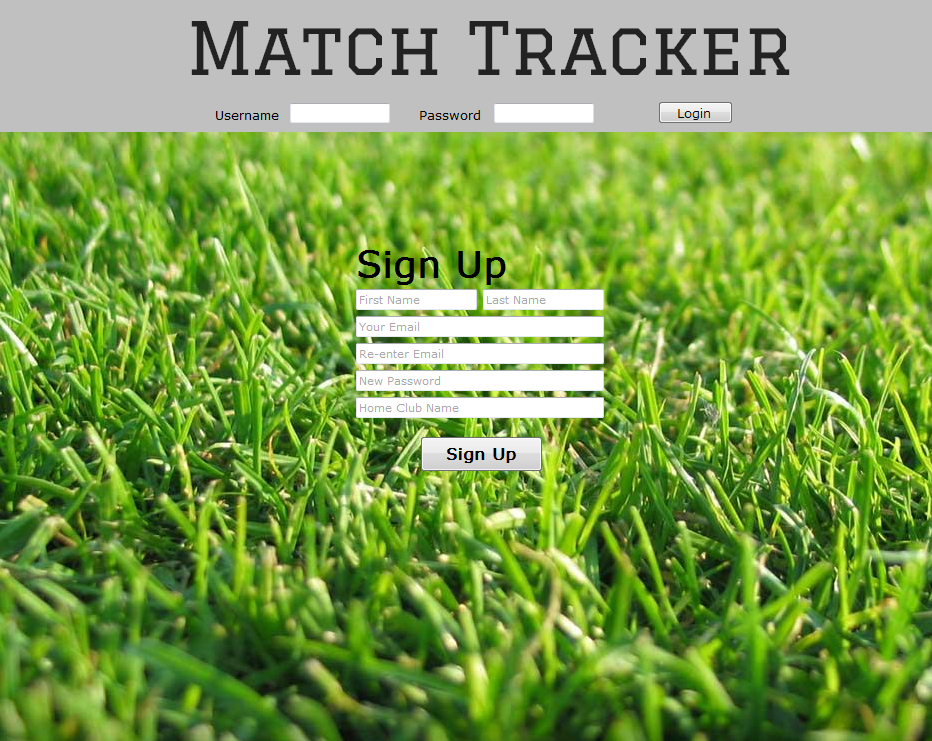 Match Tracker
Username Password Login
Sign Up
First Name Last Name
Your Email
Re-enter Email
New Password
Home Club Name
Sign Up